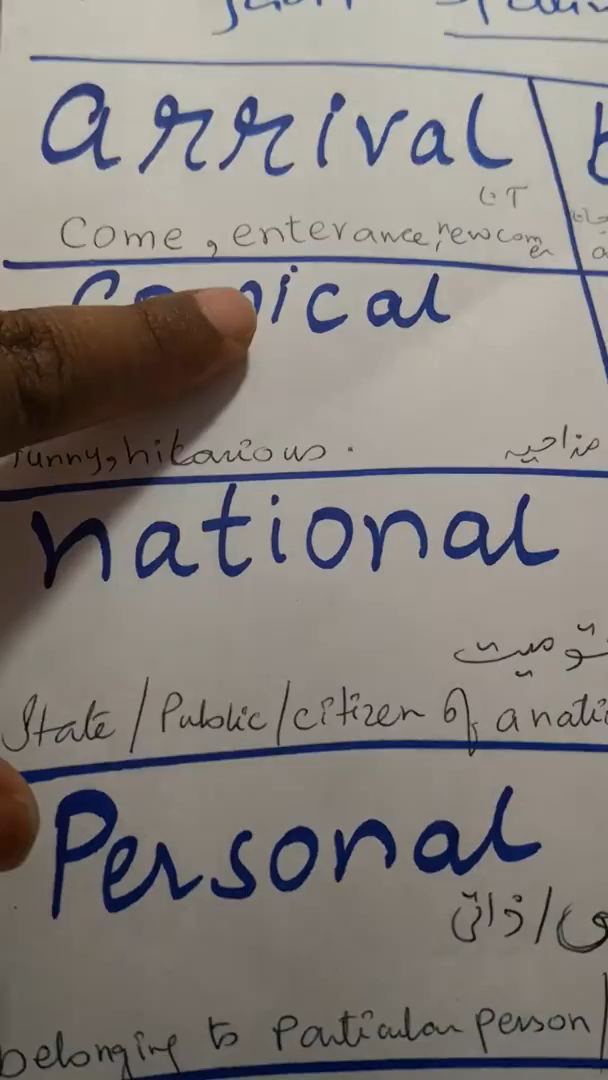 arrival
Come, enterance, newcomer
ical
funny, hilarious.
مزاحیہ
national
قومیت
State / Public / citizen of a nati
Personal
ذاتی /
belonging to Particular person /